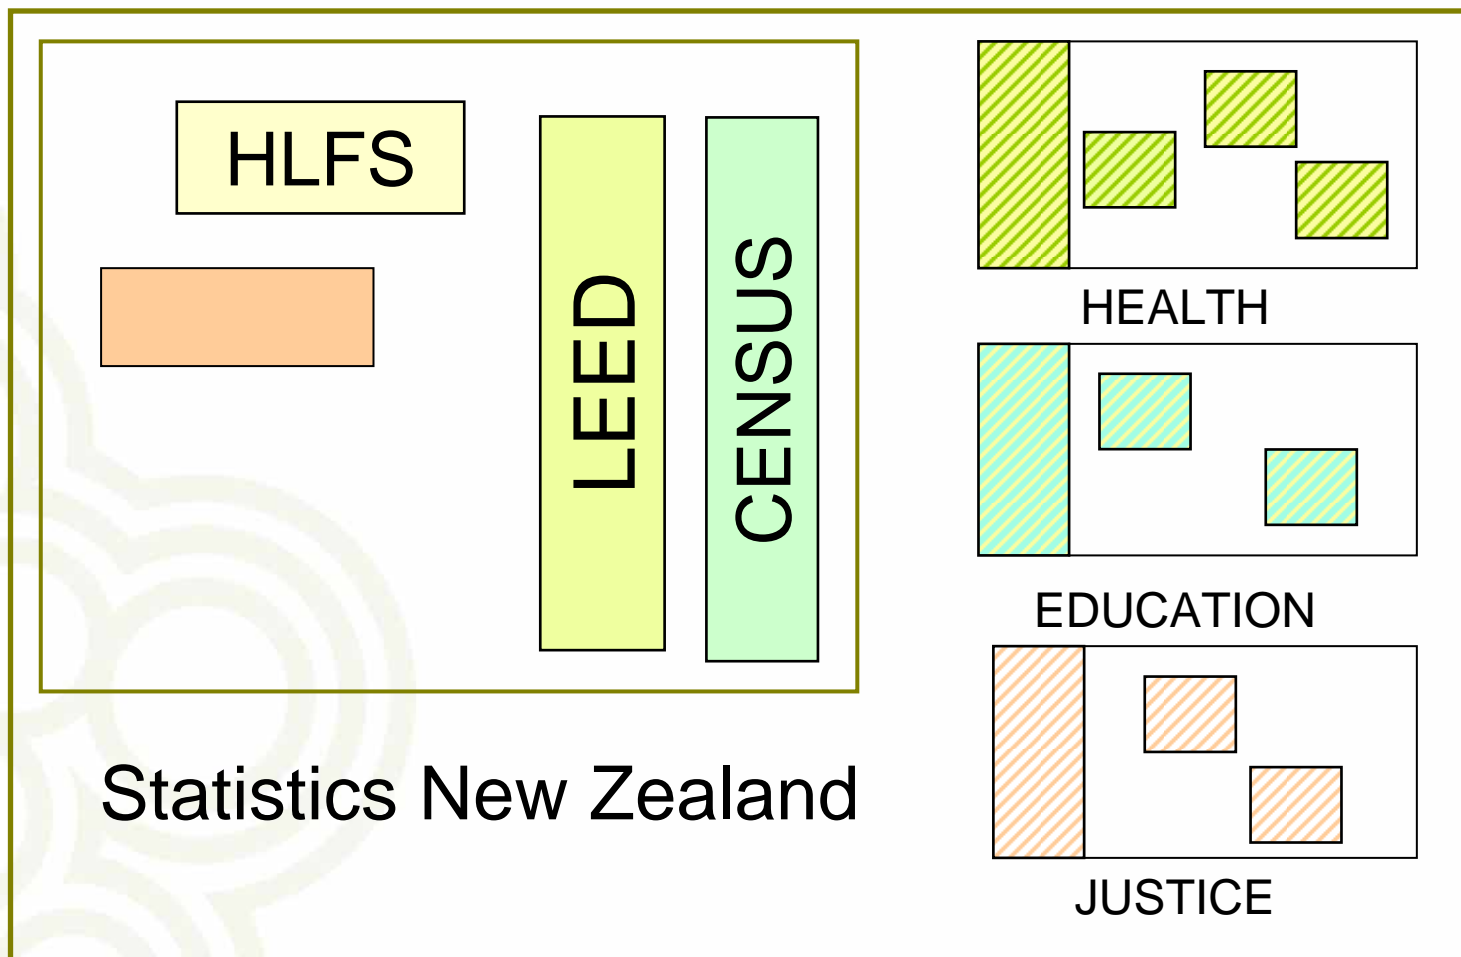 HLFS
LEED
CENSUS
Statistics New Zealand
HEALTH
EDUCATION
JUSTICE